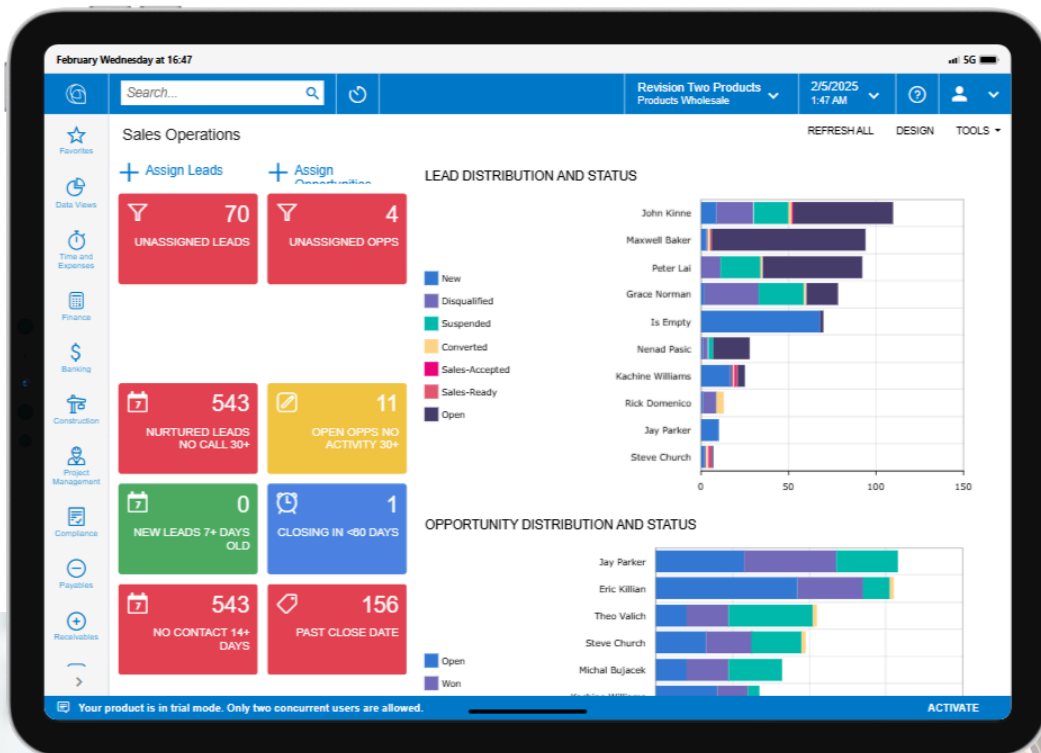 February Wednesday at 16:47
5G
Search...
Revision Two Products
Products Wholesale
2/5/2025
1:47 AM
Favorites
Data Views
Time and
Expenses
Finance
Banking
Construction
Project
Management
Compliance
Payables
Receivables
Sales Operations
REFRESH ALL
DESIGN
TOOLS
Assign Leads
Assign
Opportunities
70
UNASSIGNED LEADS
4
UNASSIGNED OPPS
7
543
NURTURED LEADS
NO CALL 30+
11
OPEN OPPS NO
ACTIVITY 30+
7
0
NEW LEADS 7+ DAYS
OLD
1
CLOSING IN <60 DAYS
7
543
NO CONTACT 14+
DAYS
156
PAST CLOSE DATE
LEAD DISTRIBUTION AND STATUS
New
Disqualified
Suspended
Converted
Sales-Accepted
Sales-Ready
Open
John Kinne
Maxwell Baker
Peter Lai
Grace Norman
Is Empty
Nenad Pasic
Kachine Williams
Rick Domenico
Jay Parker
Steve Church
0 50 100 150
OPPORTUNITY DISTRIBUTION AND STATUS
Open
Won
Jay Parker
Eric Killian
Theo Valich
Steve Church
Michal Bujacek
Your product is in trial mode. Only two concurrent users are allowed.
ACTIVATE